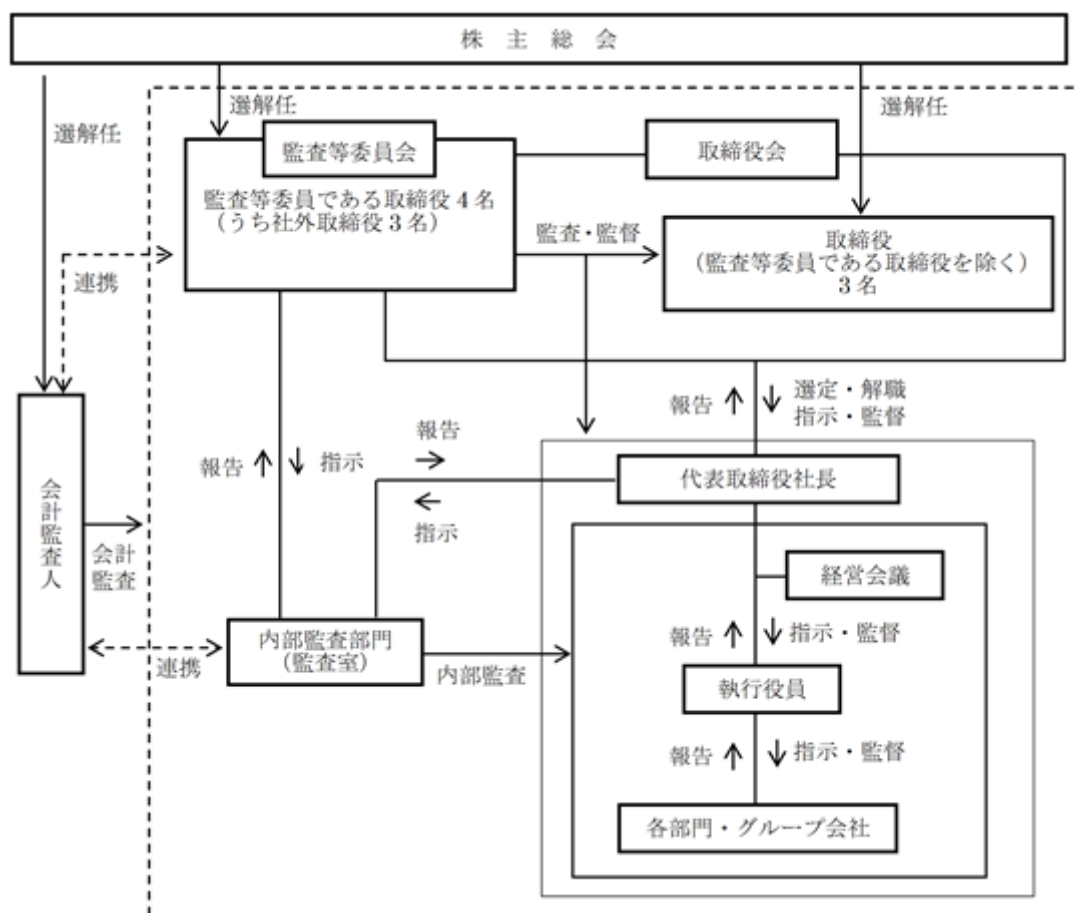 株主総会
選解任
選解任
選解任
監査等委員会
取締役会
監査等委員である取締役4名
（うち社外取締役3名）
監査・監督
取締役
（監査等委員である取締役を除く）
3名
連携
報告
選定・解職
指示・監督
報告
指示
報告
指示
代表取締役社長
会計監査人
会計
監査
経営会議
報告
指示・監督
内部監査部門
（監査室）
連携
内部監査
執行役員
報告
指示・監督
各部門・グループ会社